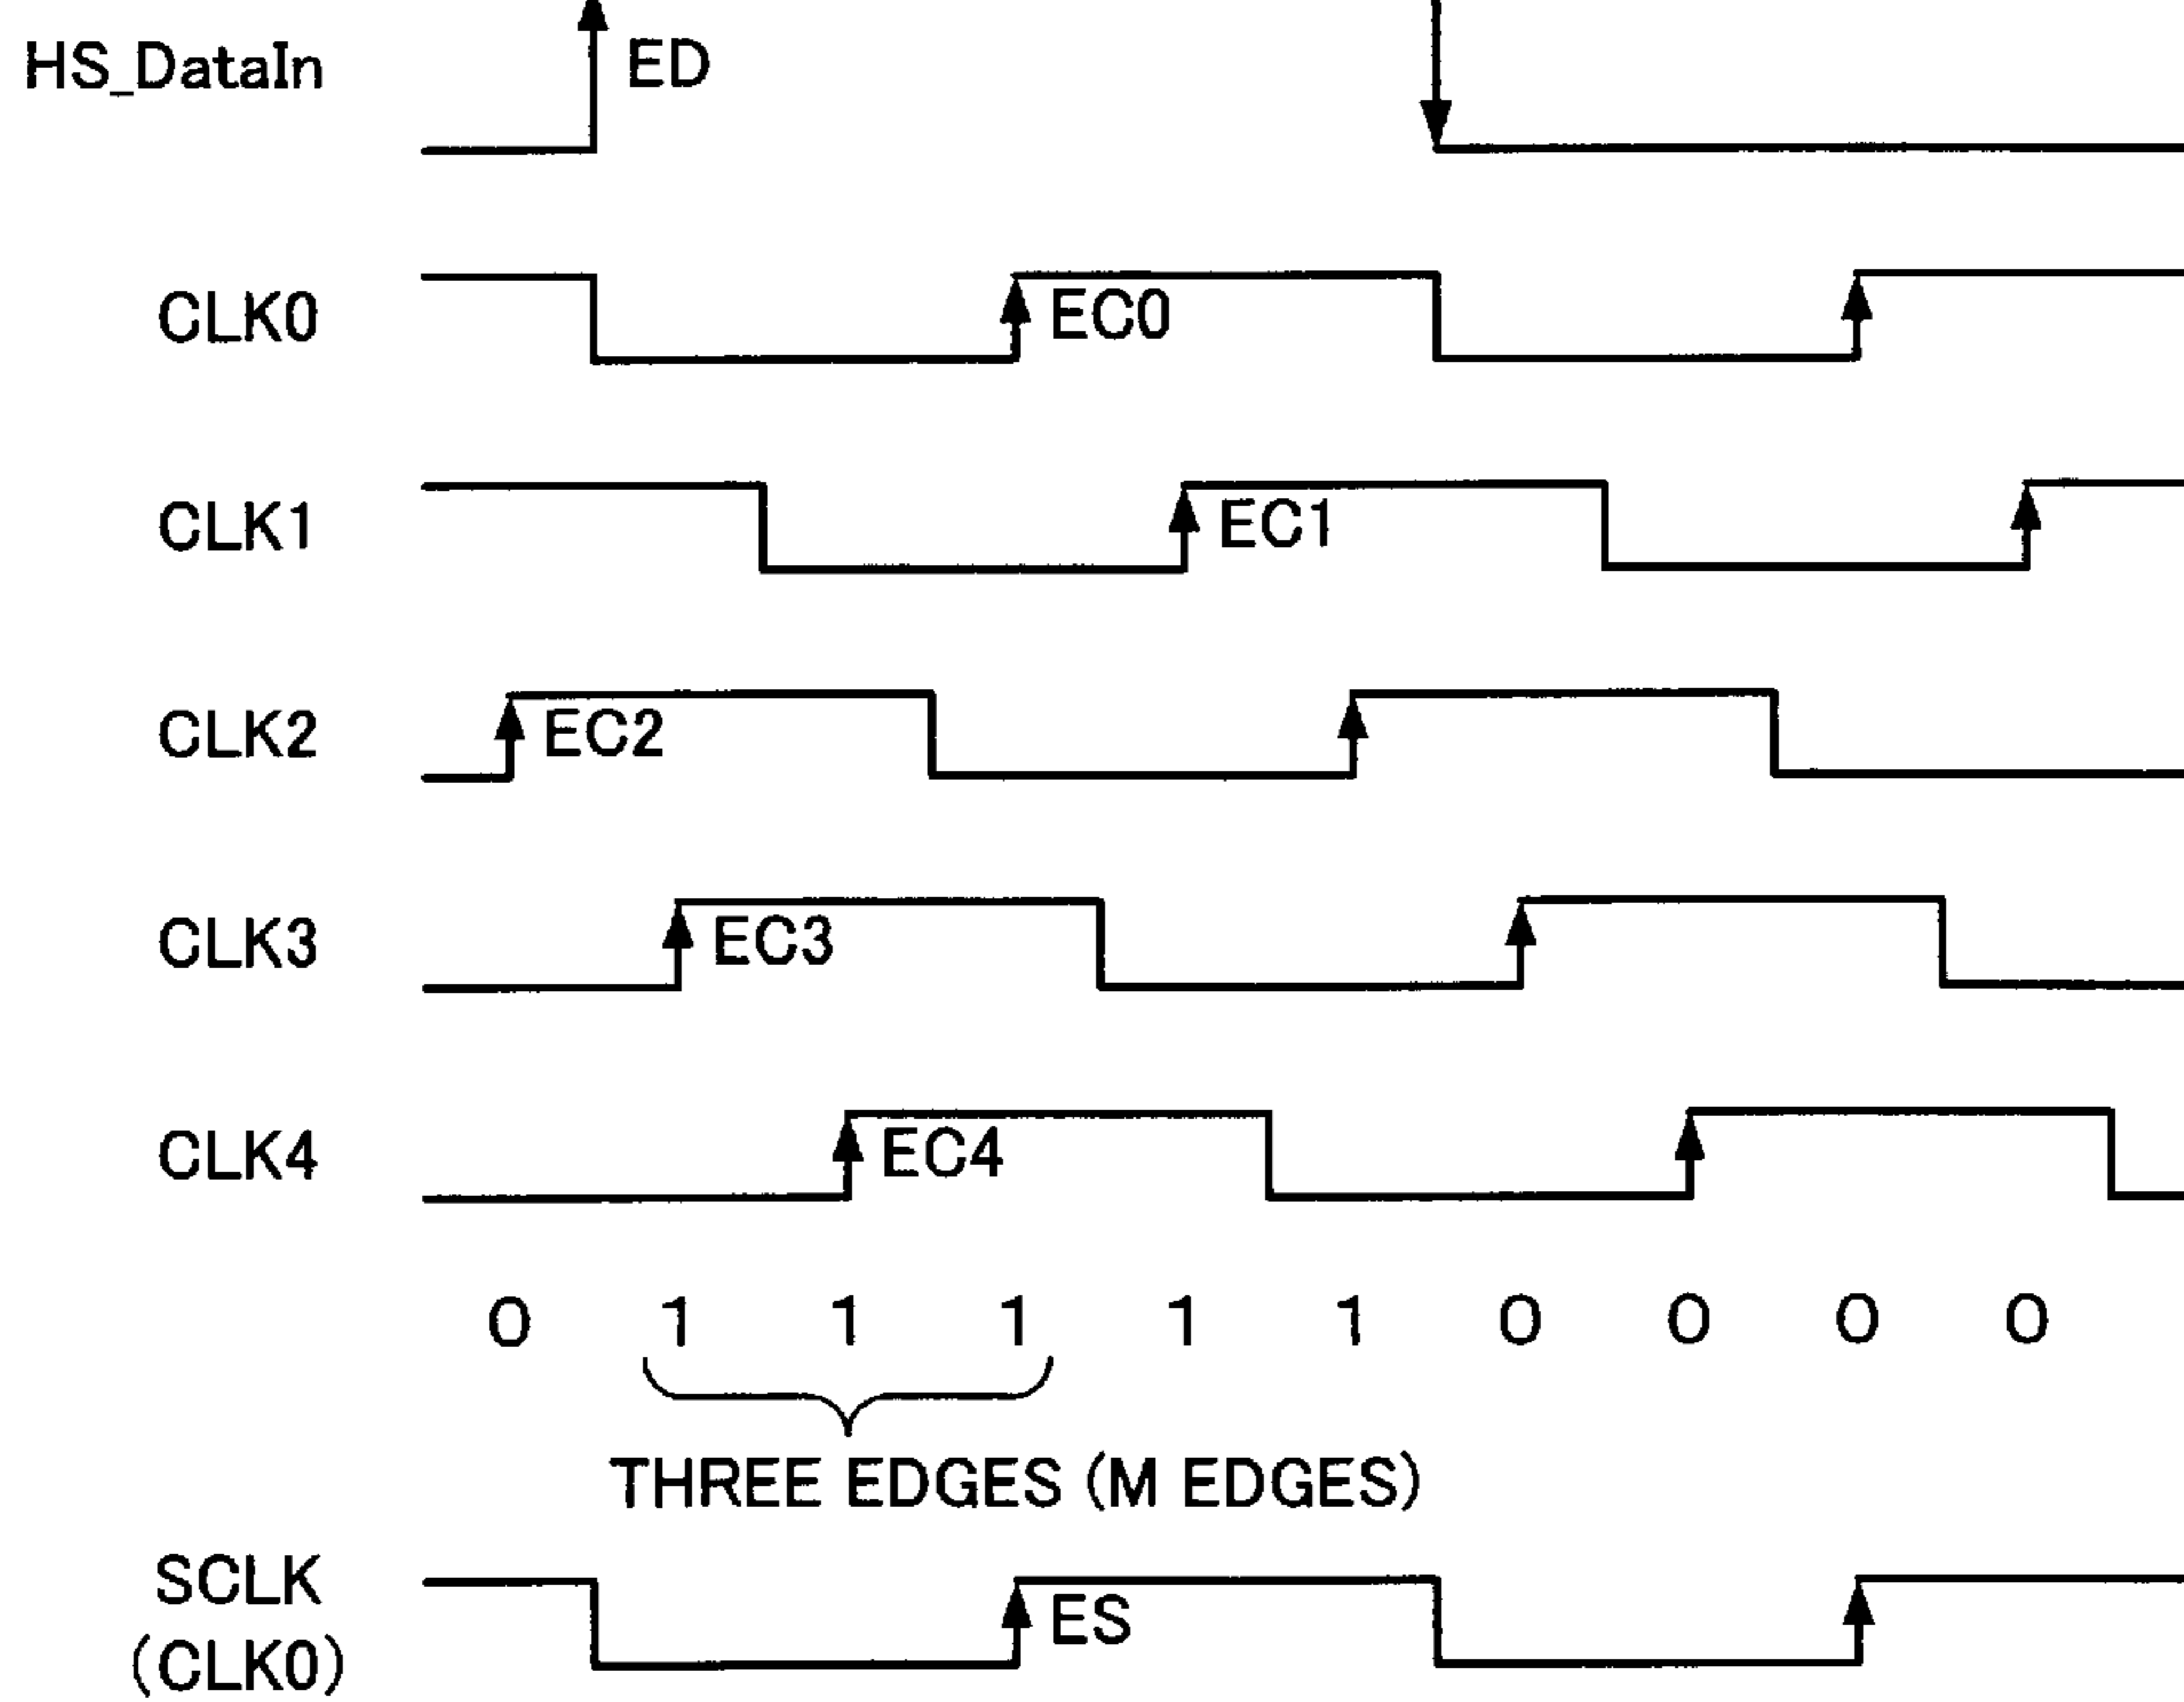 HS_DataIn
ED
CLK0
EC0
CLK1
EC1
CLK2
EC2
CLK3
EC3
CLK4
EC4
0 1 1 1 1 1 0 0 0 0
THREE EDGES (M EDGES)
SCLK
(CLK0)
ES